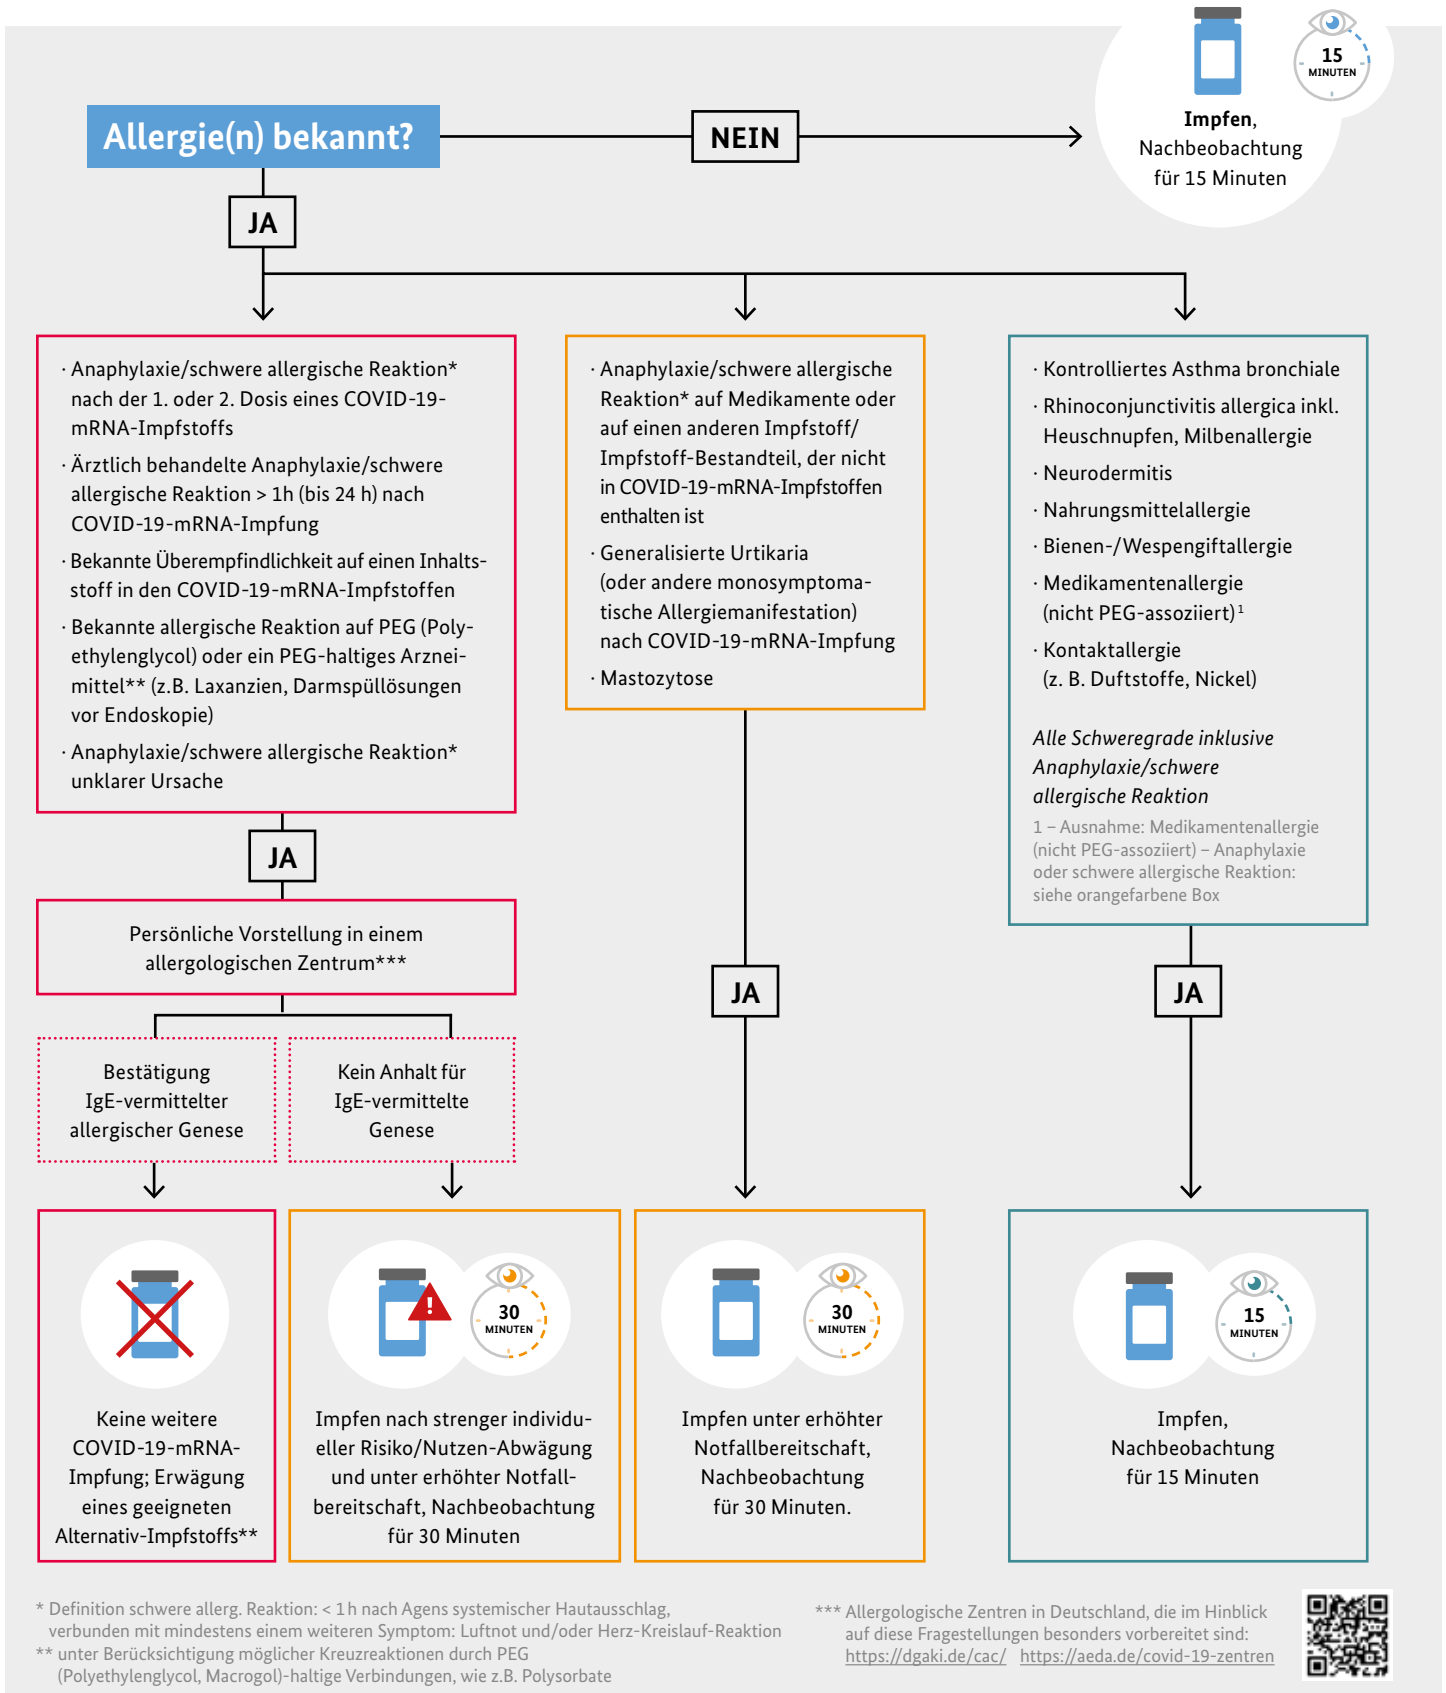 15
MINUTEN
Impfen,
Nachbeobachtung
für 15 Minuten
Allergie(n) bekannt?
NEIN
JA
· Anaphylaxie/schwere allergische Reaktion*
nach der 1. oder 2. Dosis eines COVID-19-
mRNA-Impfstoffs
· Ärztlich behandelte Anaphylaxie/schwere
allergische Reaktion > 1h (bis 24 h) nach
COVID-19-mRNA-Impfung
· Bekannte Überempfindlichkeit auf einen Inhalts-
stoff in den COVID-19-mRNA-Impfstoffen
· Bekannte allergische Reaktion auf PEG (Poly-
ethylenglycol) oder ein PEG-haltiges Arznei-
mittel** (z.B. Laxanzien, Darmspüllösungen
vor Endoskopie)
· Anaphylaxie/schwere allergische Reaktion*
unklarer Ursache
· Anaphylaxie/schwere allergische
Reaktion* auf Medikamente oder
auf einen anderen Impfstoff/
Impfstoff-Bestandteil, der nicht
in COVID-19-mRNA-Impfstoffen
enthalten ist
· Generalisierte Urtikaria
(oder andere monosymptoma-
tische Allergiemanifestation)
nach COVID-19-mRNA-Impfung
· Mastozytose
· Kontrolliertes Asthma bronchiale
· Rhinoconjunctivitis allergica inkl.
Heuschnupfen, Milbenallergie
· Neurodermitis
· Nahrungsmittelallergie
· Bienen-/Wespengiftallergie
· Medikamentenallergie
(nicht PEG-assoziiert)¹
· Kontaktallergie
(z. B. Duftstoffe, Nickel)
Alle Schweregrade inklusive
Anaphylaxie/schwere
allergische Reaktion
1 – Ausnahme: Medikamentenallergie
(nicht PEG-assoziiert) – Anaphylaxie
oder schwere allergische Reaktion:
siehe orangefarbene Box
JA
Persönliche Vorstellung in einem
allergologischen Zentrum***
JA
JA
Bestätigung
IgE-vermittelter
allergischer Genese
Kein Anhalt für
IgE-vermittelte
Genese
Keine weitere
COVID-19-mRNA-
Impfung; Erwägung
eines geeigneten
Alternativ-Impfstoffs**
!
30
MINUTEN
Impfen nach strenger individu-
eller Risiko/Nutzen-Abwägung
und unter erhöhter Notfall-
bereitschaft, Nachbeobachtung
für 30 Minuten
30
MINUTEN
Impfen unter erhöhter
Notfallbereitschaft,
Nachbeobachtung
für 30 Minuten.
15
MINUTEN
Impfen,
Nachbeobachtung
für 15 Minuten
* Definition schwere allerg. Reaktion: < 1h nach Agens systemischer Hautausschlag,
verbunden mit mindestens einem weiteren Symptom: Luftnot und/oder Herz-Kreislauf-Reaktion
** unter Berücksichtigung möglicher Kreuzreaktionen durch PEG
(Polyethylenglycol, Macrogol)-haltige Verbindungen, wie z.B. Polysorbate
*** Allergologische Zentren in Deutschland, die im Hinblick
auf diese Fragestellungen besonders vorbereitet sind:
https://dgaki.de/cac/ https://aeda.de/covid-19-zentren